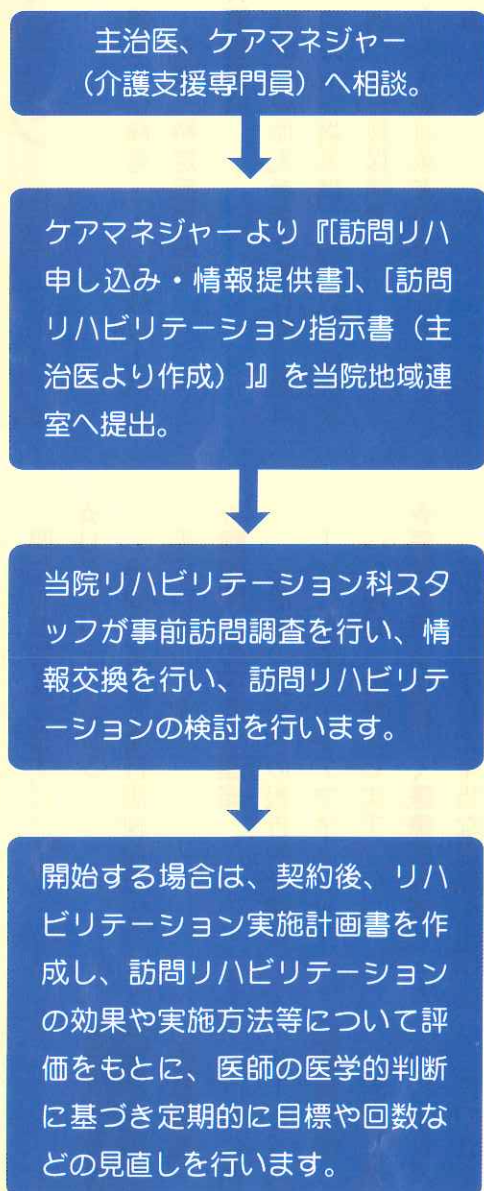 主治医、ケアマネジャー
（介護支援専門員）へ相談。
ケアマネジャーより『[訪問リハ
申し込み・情報提供書]、[訪問
リハビリテーション指示書（主
治医より作成）]』を当院地域連
室へ提出。
当院リハビリテーション科スタ
ッフが事前訪問調査を行い、情
報交換を行い、訪問リハビリテ
ーションの検討を行います。
開始する場合は、契約後、リハ
ビリテーション実施計画書を作
成し、訪問リハビリテーション
の効果や実施方法等について評
価をもとに、医師の医学的判断
に基づき定期的に目標や回数な
どの見直しを行います。